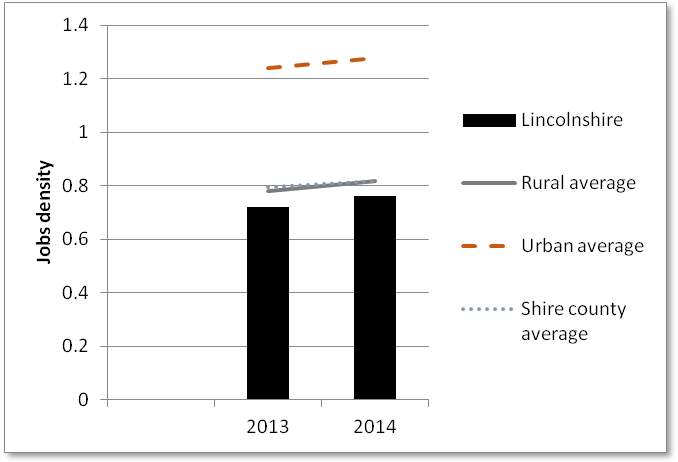 1.4
1.2
1
0.8
0.6
0.4
0.2
0
Jobs density
2013
2014
Lincolnshire
Rural average
Urban average
Shire county
average